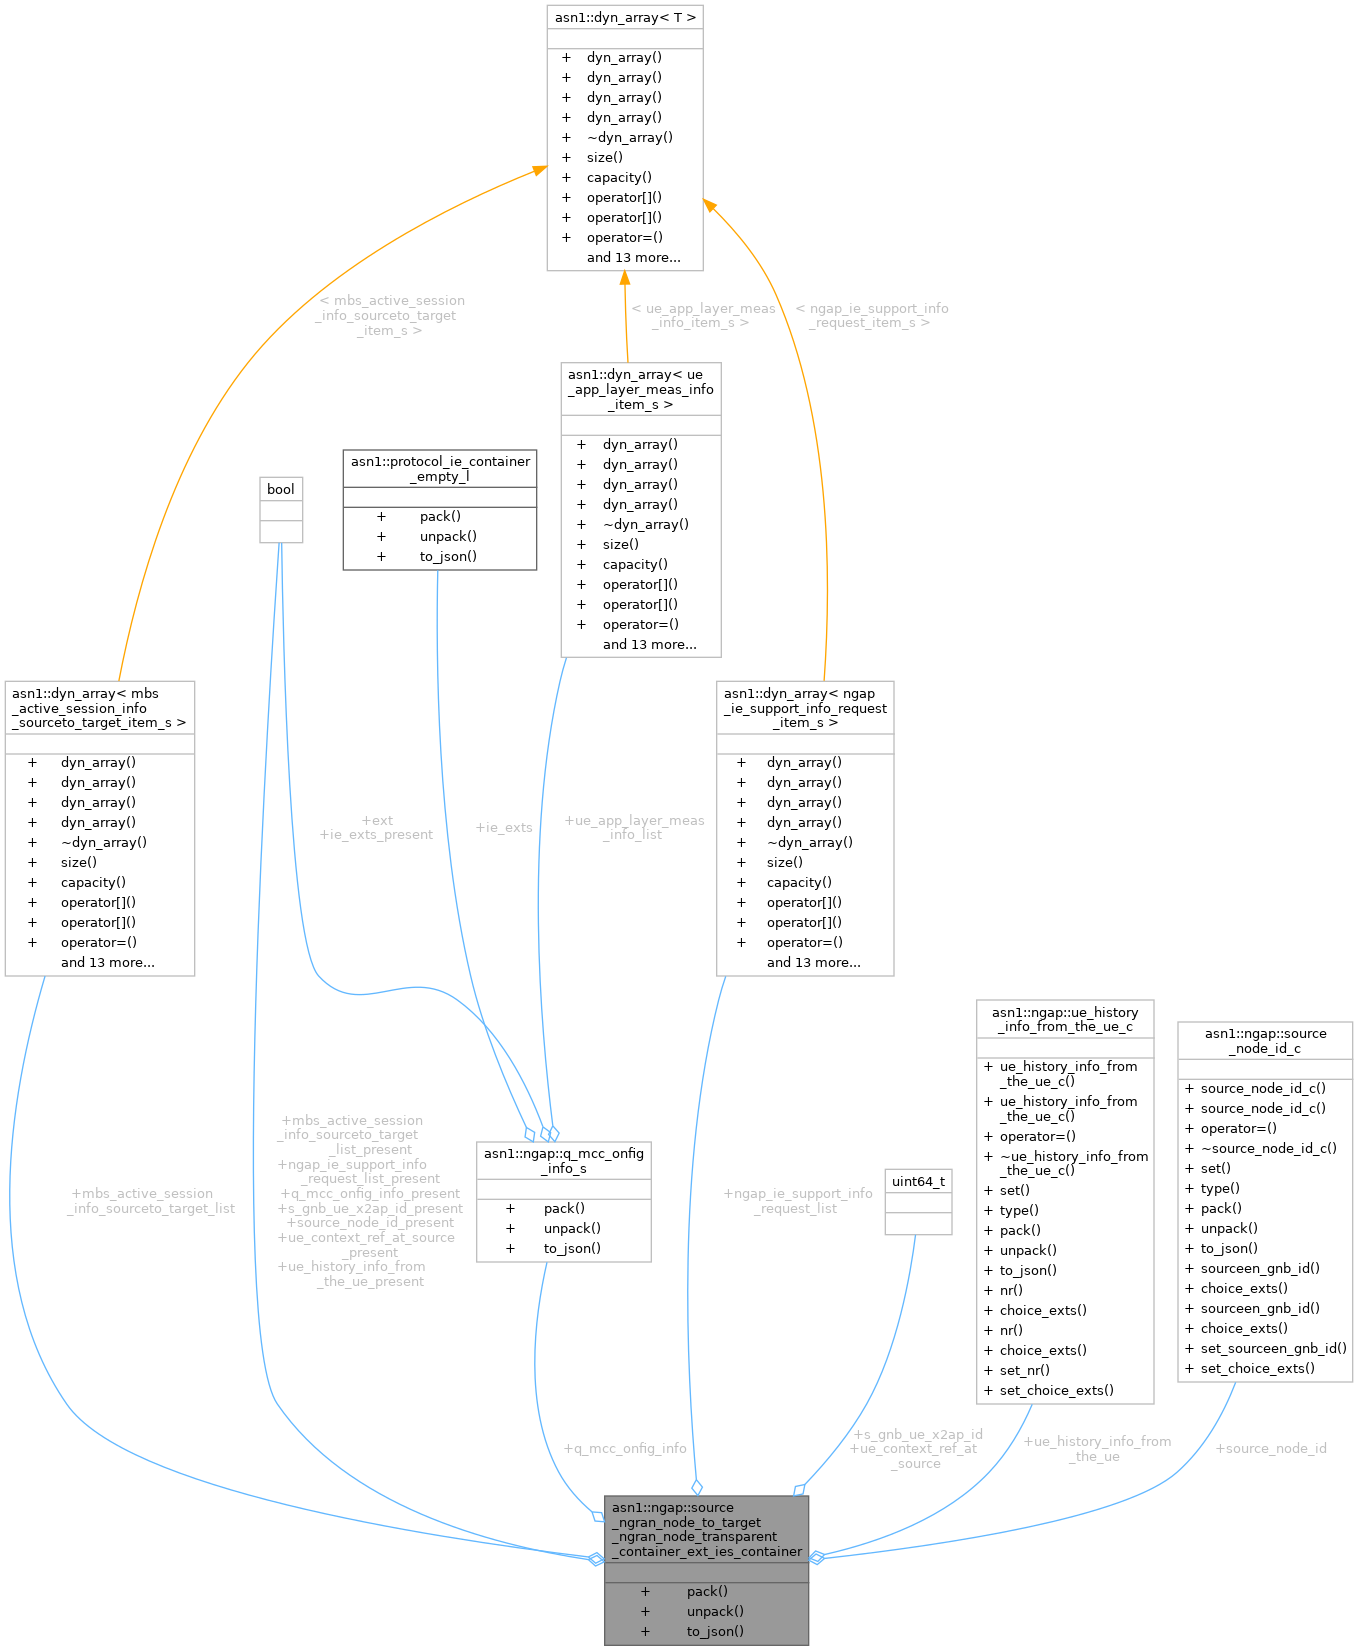 asn1::dyn_array< T >
+ dyn_array()
+ dyn_array()
+ dyn_array()
+ dyn_array()
+ ~dyn_array()
+ size()
+ capacity()
+ operator[]()
+ operator[]()
+ operator=()
and 13 more...
< mbs_active_session
_info_sourceto_target
_item_s >
< ue_app_layer_meas
_info_item_s >
< ngap_ie_support_info
_request_item_s >
asn1::dyn_array< ue
_app_layer_meas_info
_item_s >
+ dyn_array()
+ dyn_array()
+ dyn_array()
+ dyn_array()
+ ~dyn_array()
+ size()
+ capacity()
+ operator[]()
+ operator[]()
+ operator=()
and 13 more...
asn1::protocol_ie_container
_empty_l
+ pack()
+ unpack()
+ to_json()
bool
asn1::dyn_array< mbs
_active_session_info
_sourceto_target_item_s >
+ dyn_array()
+ dyn_array()
+ dyn_array()
+ dyn_array()
+ ~dyn_array()
+ size()
+ capacity()
+ operator[]()
+ operator[]()
+ operator=()
and 13 more...
asn1::dyn_array< ngap
_ie_support_info_request
_item_s >
+ dyn_array()
+ dyn_array()
+ dyn_array()
+ dyn_array()
+ ~dyn_array()
+ size()
+ capacity()
+ operator[]()
+ operator[]()
+ operator=()
and 13 more...
+ext
+ie_exts_present
+ie_exts
+ue_app_layer_meas
_info_list
asn1::ngap::ue_history
_info_from_the_ue_c
+ ue_history_info_from
_the_ue_c()
+ ue_history_info_from
_the_ue_c()
+ operator=()
+ ~ue_history_info_from
_the_ue_c()
+ set()
+ type()
+ pack()
+ unpack()
+ to_json()
+ nr()
+ choice_exts()
+ nr()
+ choice_exts()
+ set_nr()
+ set_choice_exts()
asn1::ngap::source
_node_id_c
+ source_node_id_c()
+ source_node_id_c()
+ operator=()
+ ~source_node_id_c()
+ set()
+ type()
+ pack()
+ unpack()
+ to_json()
+ sourceen_gnb_id()
+ choice_exts()
+ sourceen_gnb_id()
+ choice_exts()
+ set_sourceen_gnb_id()
+ set_choice_exts()
+mbs_active_session
_info_sourceto_target
_list_present
+ngap_ie_support_info
_request_list_present
+q_mcc_onfig_info_present
+s_gnb_ue_x2ap_id_present
+source_node_id_present
+ue_context_ref_at_source
_present
+ue_history_info_from
_the_ue_present
asn1::ngap::q_mcc_onfig
_info_s
+ pack()
+ unpack()
+ to_json()
uint64_t
+mbs_active_session
_info_sourceto_target_list
+ngap_ie_support_info
_request_list
+q_mcc_onfig_info
+s_gnb_ue_x2ap_id
+ue_context_ref_at
_source
+ue_history_info_from
_the_ue
+source_node_id
asn1::ngap::source
_ngran_node_to_target
_ngran_node_transparent
_container_ext_ies_container
+ pack()
+ unpack()
+ to_json()